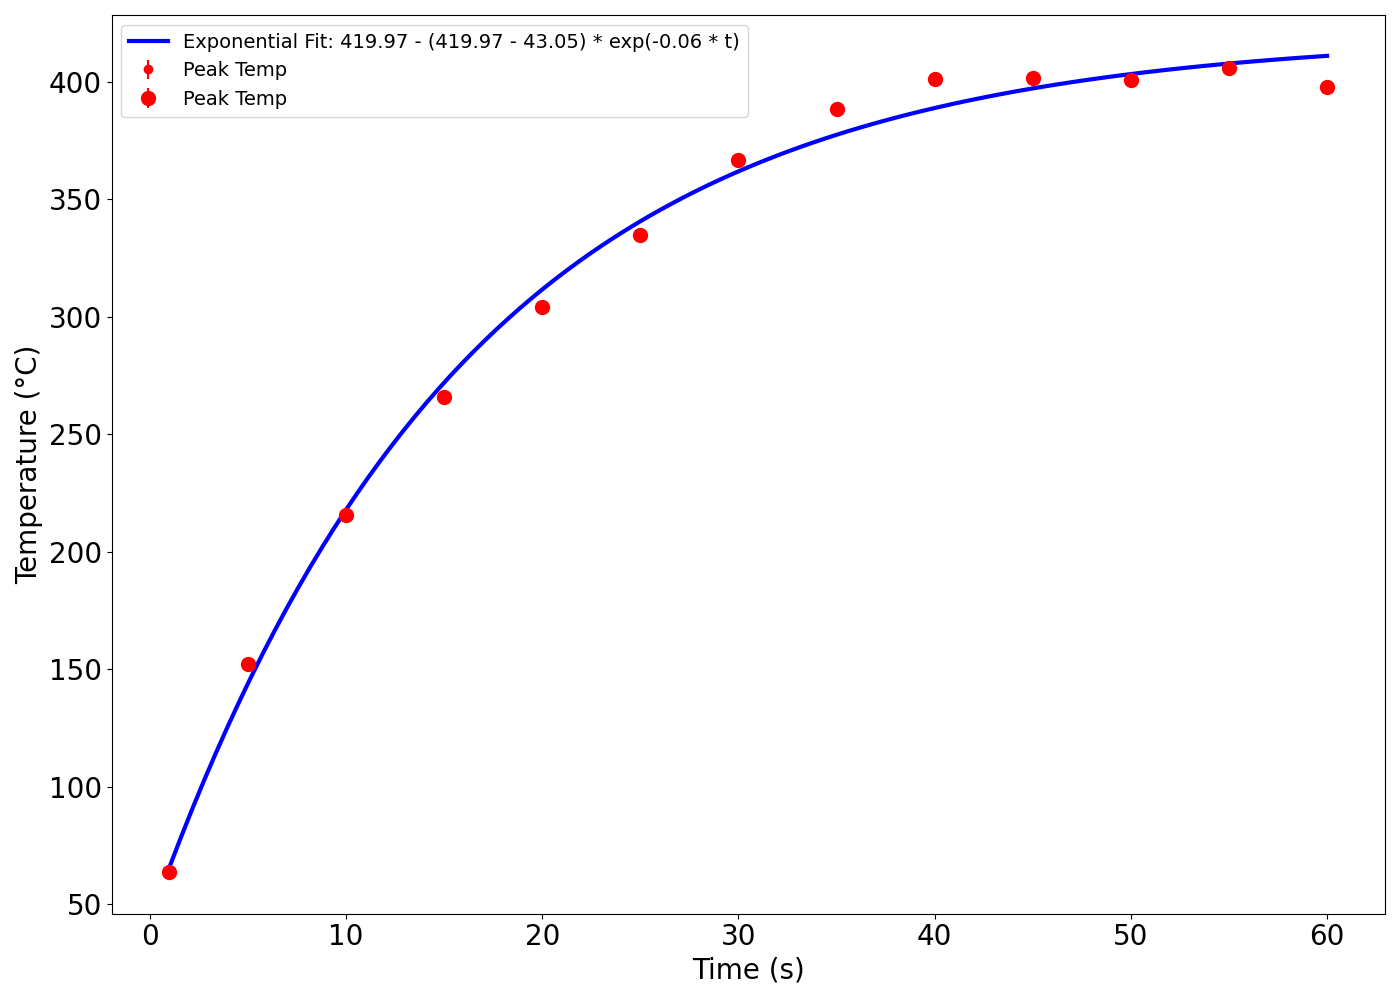 Exponential Fit: 419.97 - (419.97 - 43.05) * exp(-0.06 * t)
Peak Temp
Peak Temp
400
350
300
250
200
150
100
50
Temperature (°C)
0 10 20 30 40 50 60
Time (s)